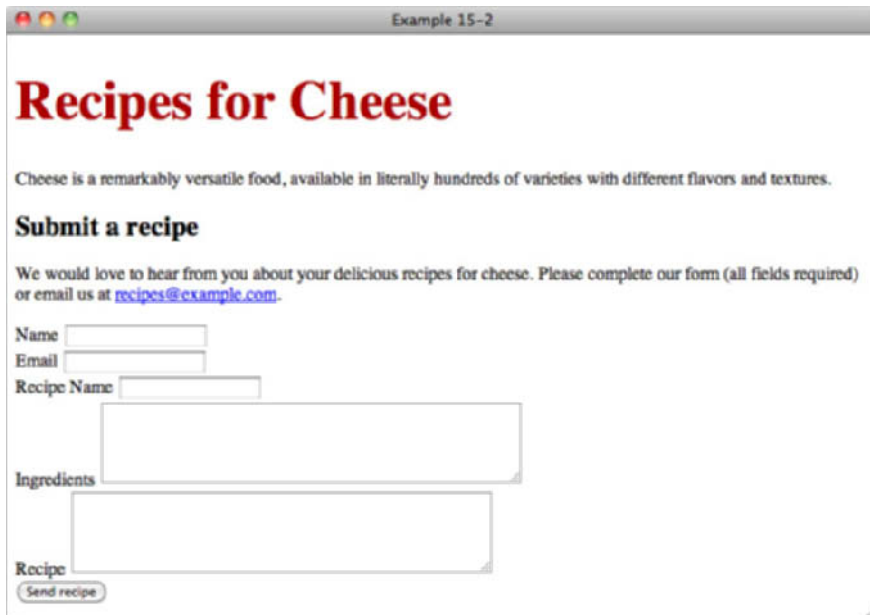 Example 15-2
Recipes for Cheese
Cheese is a remarkably versatile food, available in literally hundreds of varieties with different flavors and textures.
Submit a recipe
We would love to hear from you about your delicious recipes for cheese. Please complete our form (all fields required)
or email us at recipes@example.com.
Name
Email
Recipe Name
Ingredients
Recipe
Send recipe